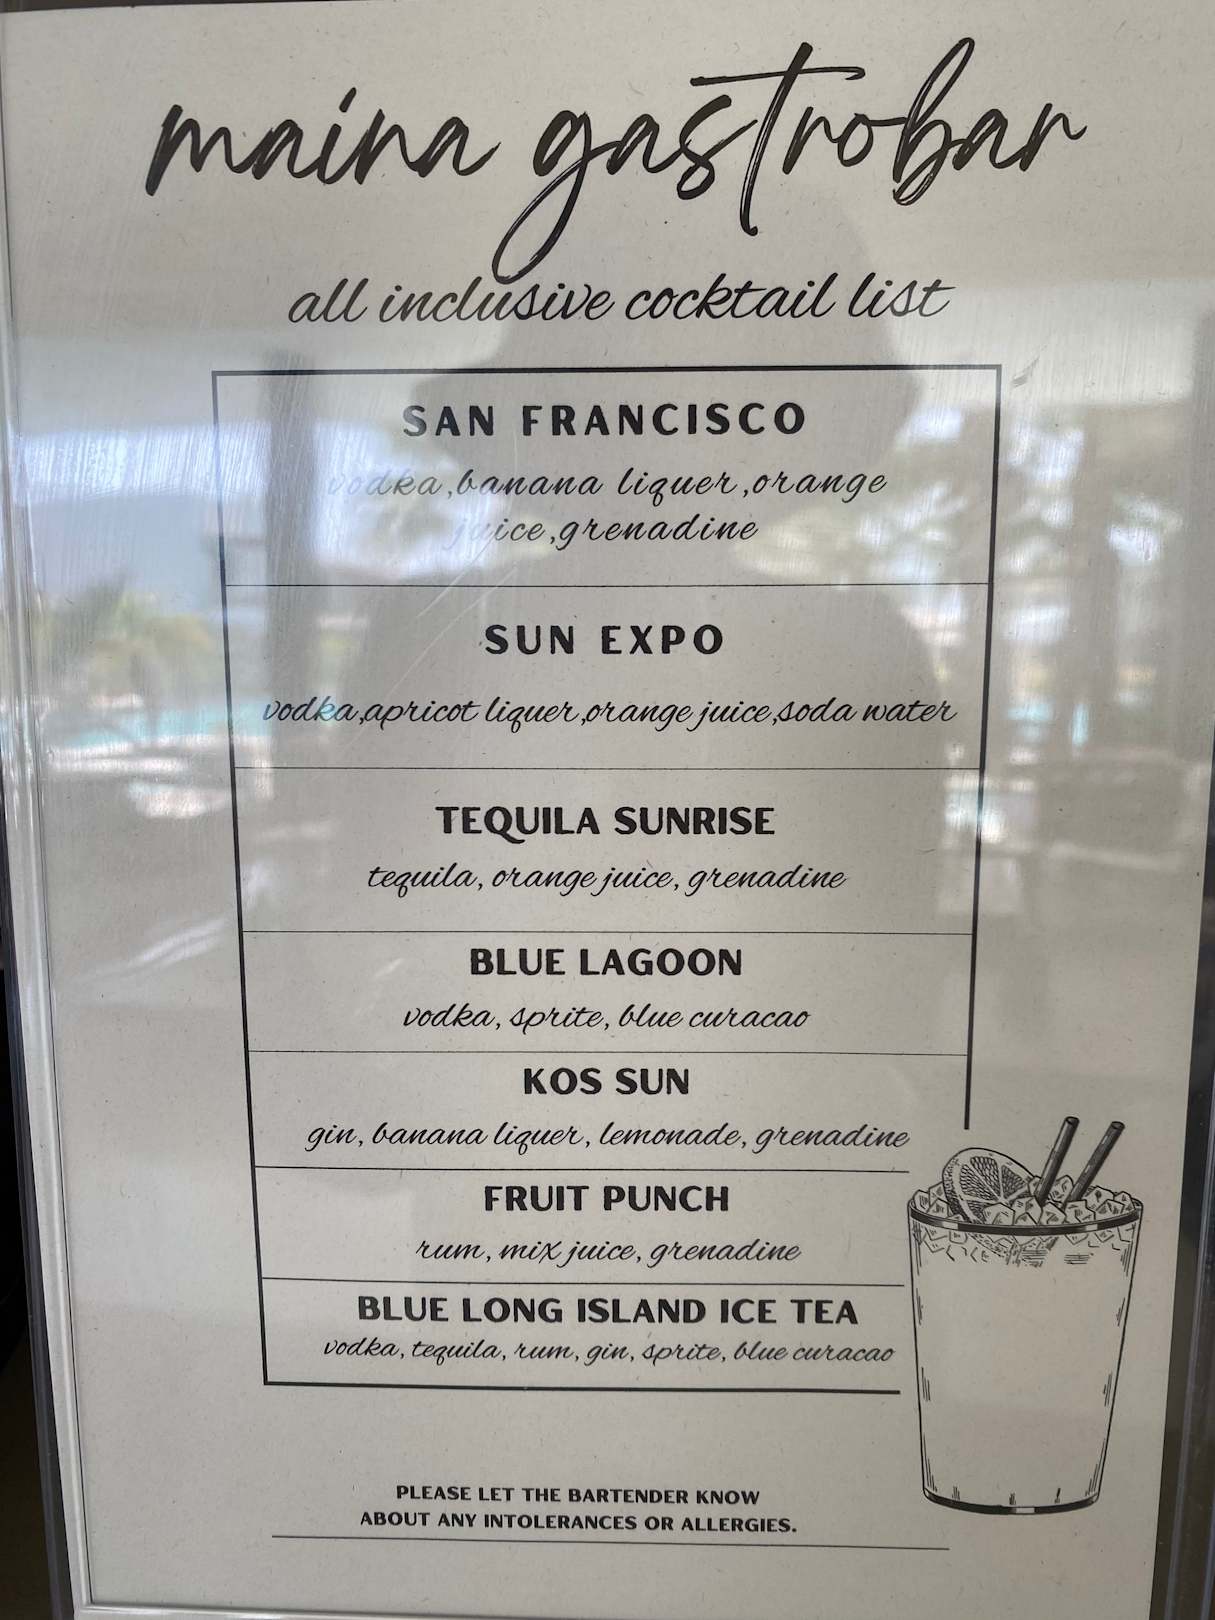 maina gastrobar
all inclusive cocktail list
SAN FRANCISCO
vodka,banana liquer,orange
juice,grenadine
SUN EXPO
vodka,apricot liquer,orange juice,soda water
TEQUILA SUNRISE
tequila, orange juice, grenadine
BLUE LAGOON
vodka, sprite, blue curacao
KOS SUN
gin, banana liquer, lemonade, grenadine
FRUIT PUNCH
rum, mix juice, grenadine
BLUE LONG ISLAND ICE TEA
vodka, tequila, rum, gin, sprite, blue curacao
PLEASE LET THE BARTENDER KNOW
ABOUT ANY INTOLERANCES OR ALLERGIES.